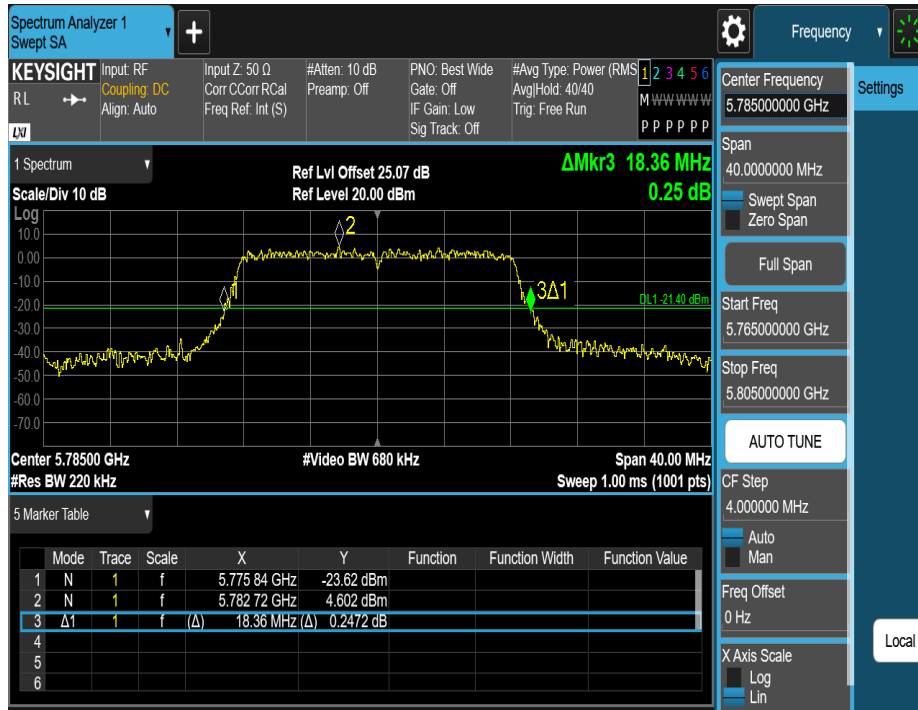 Spectrum Analyzer 1
Swept SA
+
Frequency
KEYSIGHT
RL
LXI
Input: RF
Coupling: DC
Align: Auto
Input Z: 50 Ω
Corr CCorr RCal
Freq Ref: Int (S)
#Atten: 10 dB
Preamp: Off
PNO: Best Wide
Gate: Off
IF Gain: Low
Sig Track: Off
#Avg Type: Power (RMS
Avg|Hold: 40/40
Trig: Free Run
1 2 3 4 5 6
M W W W W W
P P P P P P
1 Spectrum
Scale/Div 10 dB
Ref Lvl Offset 25.07 dB
Ref Level 20.00 dBm
ΔMkr3 18.36 MHz
0.25 dB
Log
10.0
0.00
-10.0
-20.0
-30.0
-40.0
-50.0
-60.0
-70.0
2
1
3Δ1
DL1 -21.40 dBm
Center 5.78500 GHz
#Video BW 680 kHz
Span 40.00 MHz
#Res BW 220 kHz
Sweep 1.00 ms (1001 pts)
5 Marker Table
Mode Trace Scale X Y Function Function Width Function Value
1 N 1 f 5.775 84 GHz -23.62 dBm
2 N 1 f 5.782 72 GHz 4.602 dBm
3 Δ1 1 f (Δ) 18.36 MHz (Δ) 0.2472 dB
4
5
6
Center Frequency
5.785000000 GHz
Span
40.0000000 MHz
Swept Span
Zero Span
Full Span
Start Freq
5.765000000 GHz
Stop Freq
5.805000000 GHz
AUTO TUNE
CF Step
4.000000 MHz
Auto
Man
Freq Offset
0 Hz
X Axis Scale
Log
Lin
Settings
Local